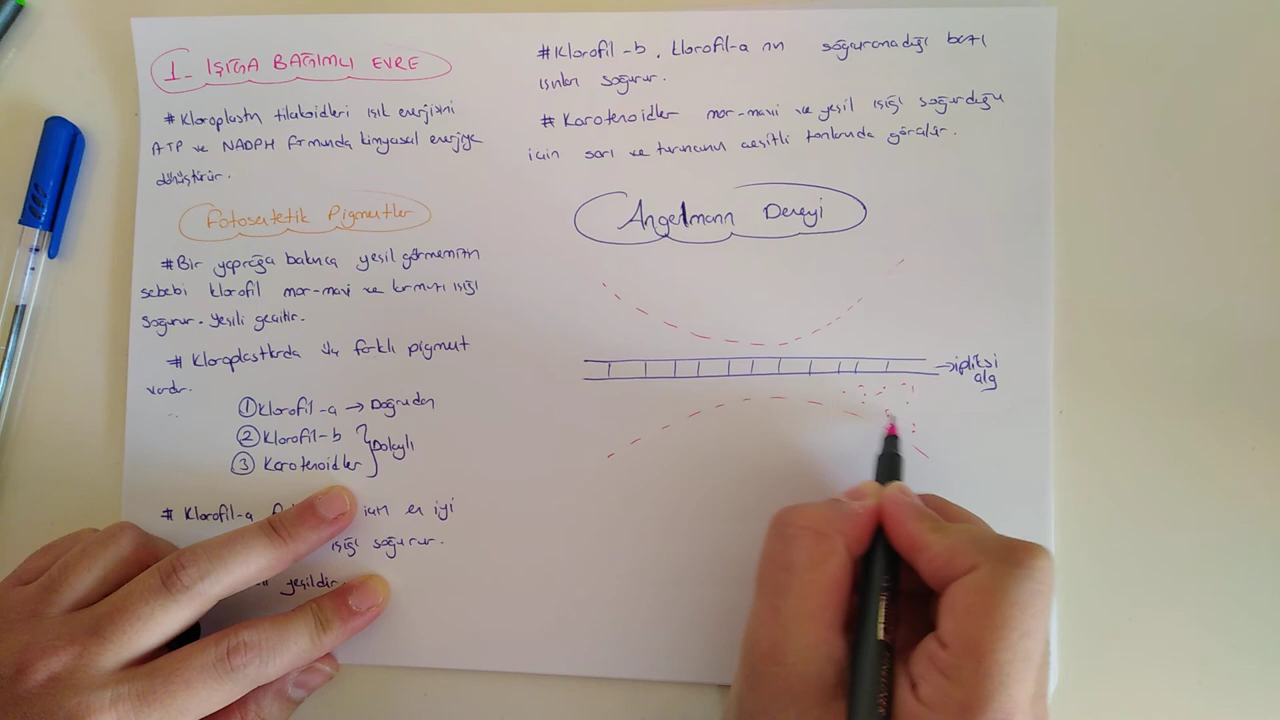 1- IŞIĞA BAĞIMLI EVRE
#Kloroplastın tilakoidleri ışık enerjisini
ATP ve NADPH formunda kimyasal enerjiye
dönüştürür.
Fotosentetik Pigmentler
#Bir yaprağa bakınca yeşil görmemizin
sebebi klorofil mor-mavi ve kırmızı ışığı
soğurur. Yeşili geçirir.
# Kloroplastlarda üç farklı pigment
vardır.
① Klorofil-a → Doğrudan
② Klorofil-b
③ Karotenoidler
Dolaylı
# Klorofil-a için en iyi
ışığı soğurur.
yeşildir
#Klorofil-b, klorofil-a nın soğuramadığı bazı
ışınları soğurur.
# Karotenoidler mor-mavi ve yeşil ışığı soğurduğu
için sarı ve turuncunun çeşitli tonlarında görülür.
Angelmann Deneyi
→ipliksi
alg